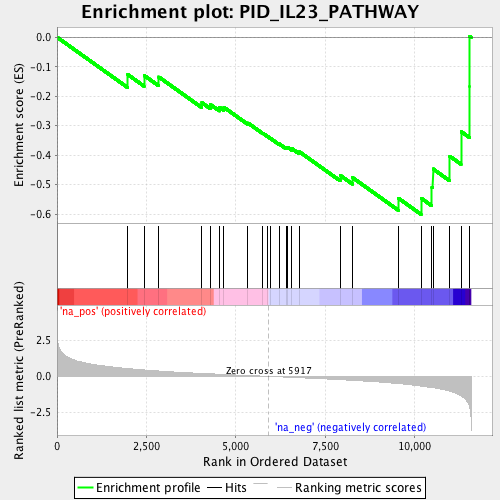 Enrichment plot: PID_IL23_PATHWAY
Enrichment score (ES)
0.0
-0.1
-0.2
-0.3
-0.4
-0.5
-0.6
'na_pos' (positively correlated)
Ranked list metric (PreRanked)
2.5
0.0
-2.5
Zero cross at 5917
'na_neg' (negatively correlated)
0
2,500
5,000
7,500
10,000
Rank in Ordered Dataset
Enrichment profile
Hits
Ranking metric scores